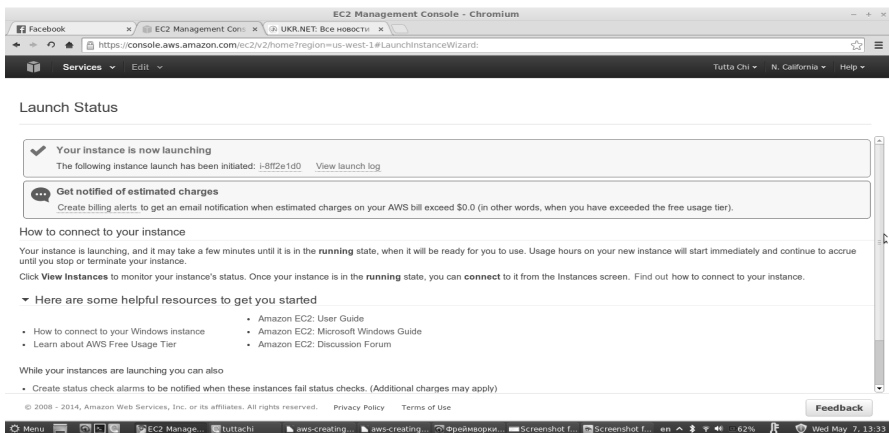 EC2 Management Console - Chromium
Facebook
EC2 Management Cons
UKR.NET: Все новости
https://console.aws.amazon.com/ec2/v2/home?region=us-west-1#LaunchInstanceWizard:
Services Edit Tutta Chi N. California Help
Launch Status
Your instance is now launching
The following instance launch has been initiated: i-8ff2e1d0 View launch log
Get notified of estimated charges
Create billing alerts to get an email notification when estimated charges on your AWS bill exceed $0.0 (in other words, when you have exceeded the free usage tier).
How to connect to your instance
Your instance is launching, and it may take a few minutes until it is in the running state, when it will be ready for you to use. Usage hours on your new instance will start immediately and continue to accrue
until you stop or terminate your instance.
Click View Instances to monitor your instance's status. Once your instance is in the running state, you can connect to it from the Instances screen. Find out how to connect to your instance.
Here are some helpful resources to get you started
• How to connect to your Windows instance
• Learn about AWS Free Usage Tier
• Amazon EC2: User Guide
• Amazon EC2: Microsoft Windows Guide
• Amazon EC2: Discussion Forum
While your instances are launching you can also
• Create status check alarms to be notified when these instances fail status checks. (Additional charges may apply)
© 2008 - 2014, Amazon Web Services, Inc. or its affiliates. All rights reserved. Privacy Policy Terms of Use
Feedback
Menu EC2 Manage... tuttachi aws-creating... aws-creating... Фреймворки... Screenshot f... Screenshot f... en 62% Wed May 7, 13:33